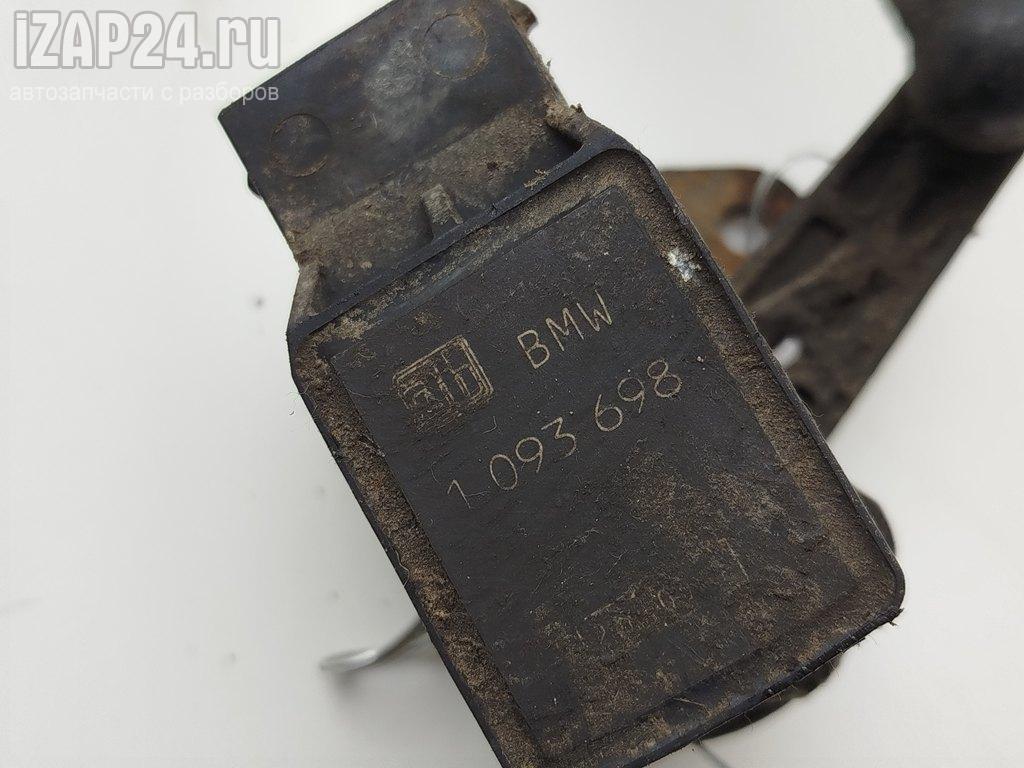 iZAP24.ru
автозапчасти с разборов
BMW
1 093 698